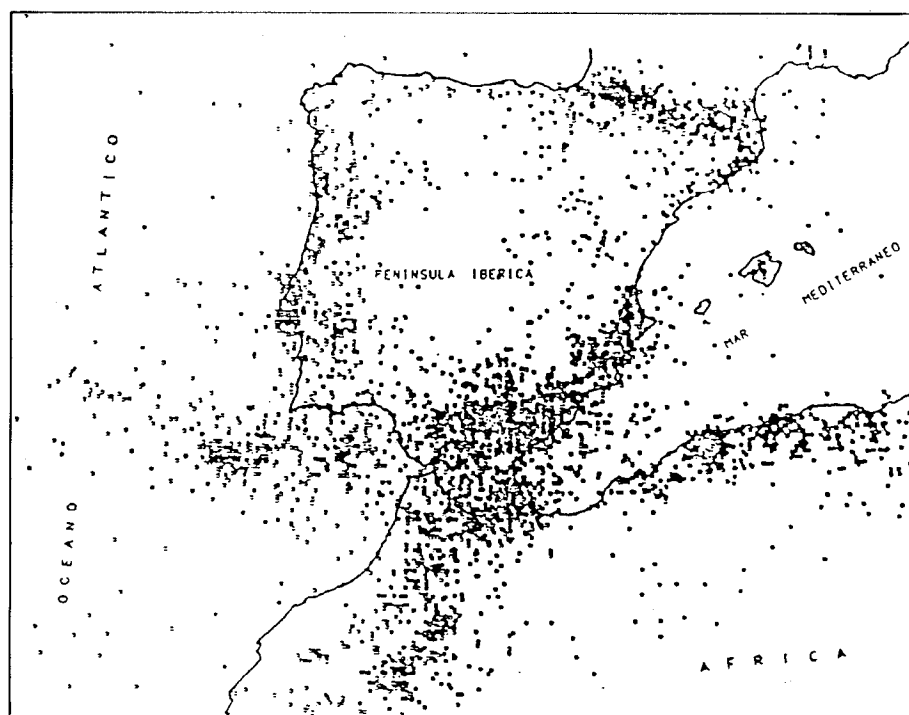 OCEANO ATLANTICO
PENINSULA IBERICA
MAR MEDITERRANEO
AFRICA